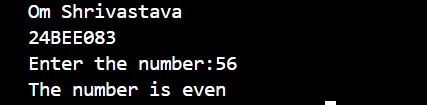 Om Shrivastava
24BEE083
Enter the number:56
The number is even